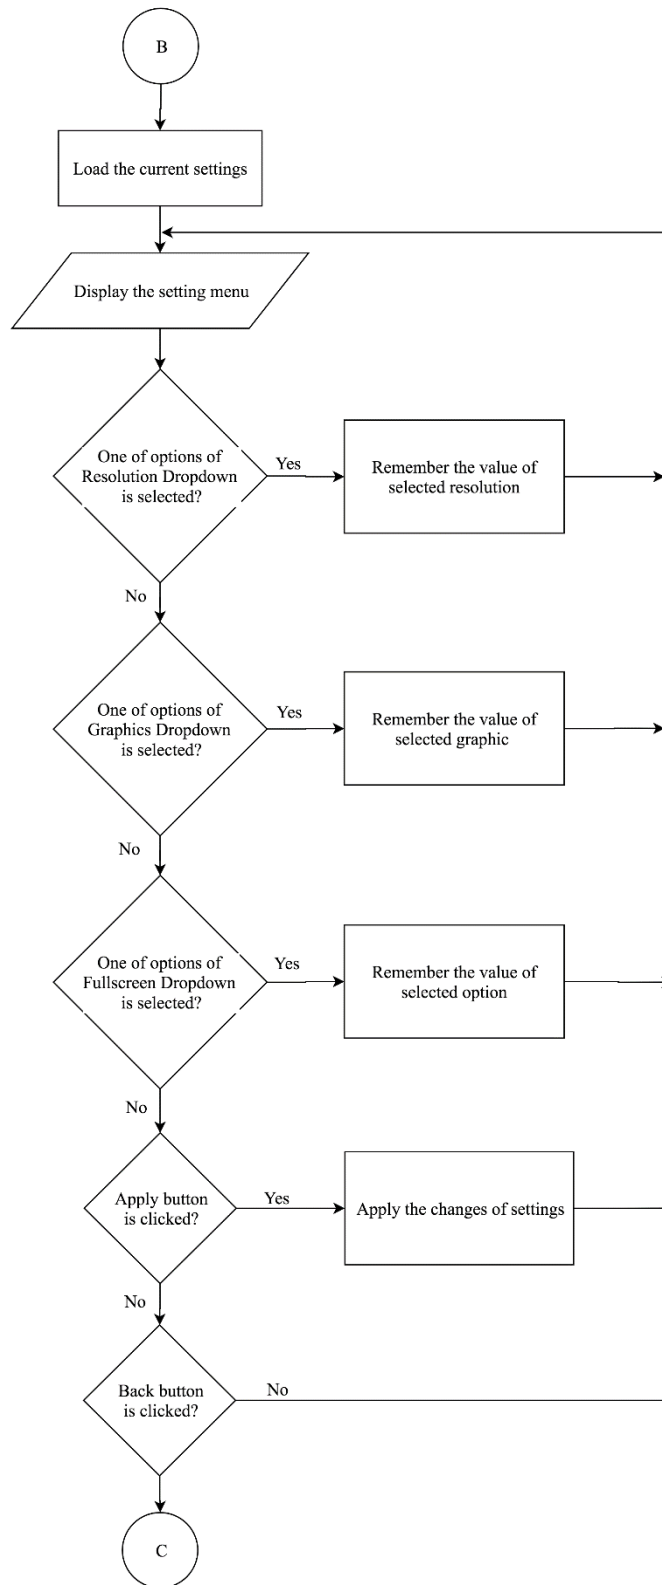 B
Load the current settings
Display the setting menu
One of options of
Resolution Dropdown
is selected?
Yes
Remember the value of
selected resolution
No
One of options of
Graphics Dropdown
is selected?
Yes
Remember the value of
selected graphic
No
One of options of
Fullscreen Dropdown
is selected?
Yes
Remember the value of
selected option
No
Apply button
is clicked?
Yes
Apply the changes of settings
No
Back button
is clicked?
No
C